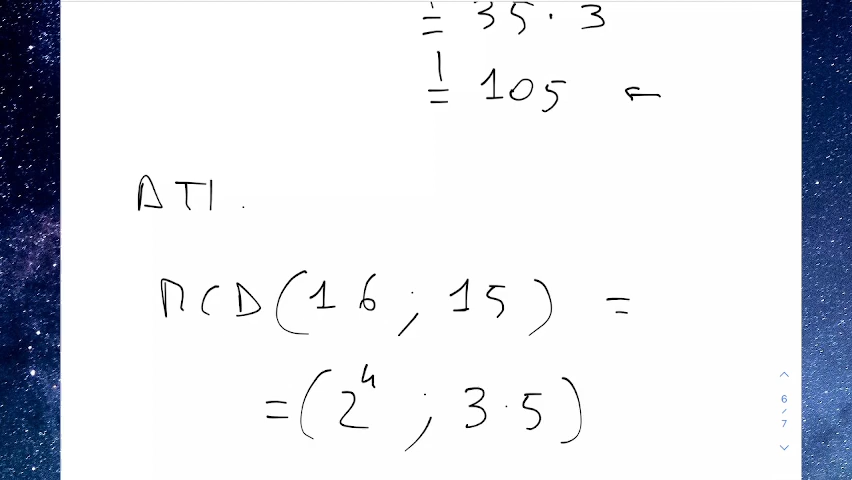 = 35 · 3
= 105 ←
ATI.
MCD(16 ; 15) =
= (2⁴ ; 3·5)
6
/
7